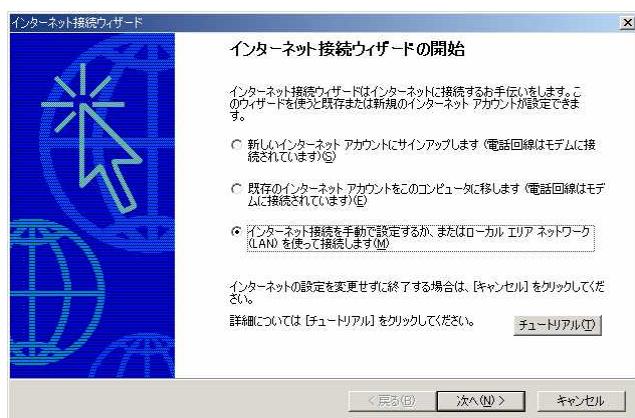 インターネット接続ウィザード
インターネット接続ウィザードの開始
インターネット接続ウィザードはインターネットに接続するお手伝いをします。こ
のウィザードを使うと既存または新規のインターネット アカウントが設定できま
す。
新しいインターネット アカウントにサインアップします (電話回線はモデムに接
続されています)(S)
既存のインターネット アカウントをこのコンピュータに移します (電話回線はモデ
ムに接続されています)(E)
インターネット接続を手動で設定するか、またはローカル エリア ネットワーク
(LAN) を使って接続します(M)
インターネットの設定を変更せずに終了する場合は、[キャンセル] をクリックしてくだ
さい。
詳細については [チュートリアル] をクリックしてください。
チュートリアル(T)
< 戻る(B)
次へ(N) >
キャンセル